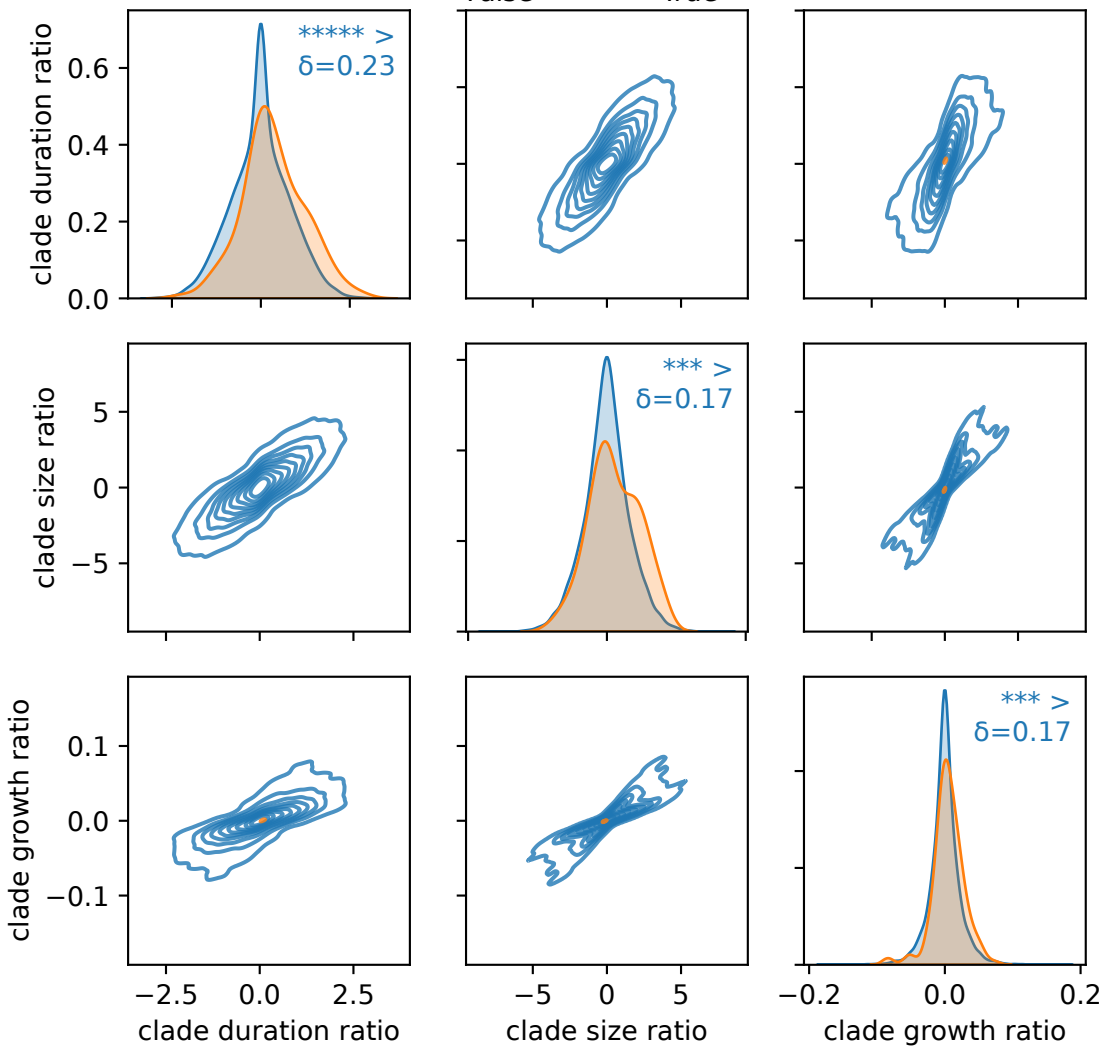 ***** >
δ=0.23
clade duration ratio
0.6
0.4
0.2
0.0
*** >
δ=0.17
clade size ratio
5
0
−5
*** >
δ=0.17
clade growth ratio
0.1
0.0
−0.1
−2.5 0.0 2.5
−5 0 5
−0.2 0.0 0.2
clade duration ratio
clade size ratio
clade growth ratio